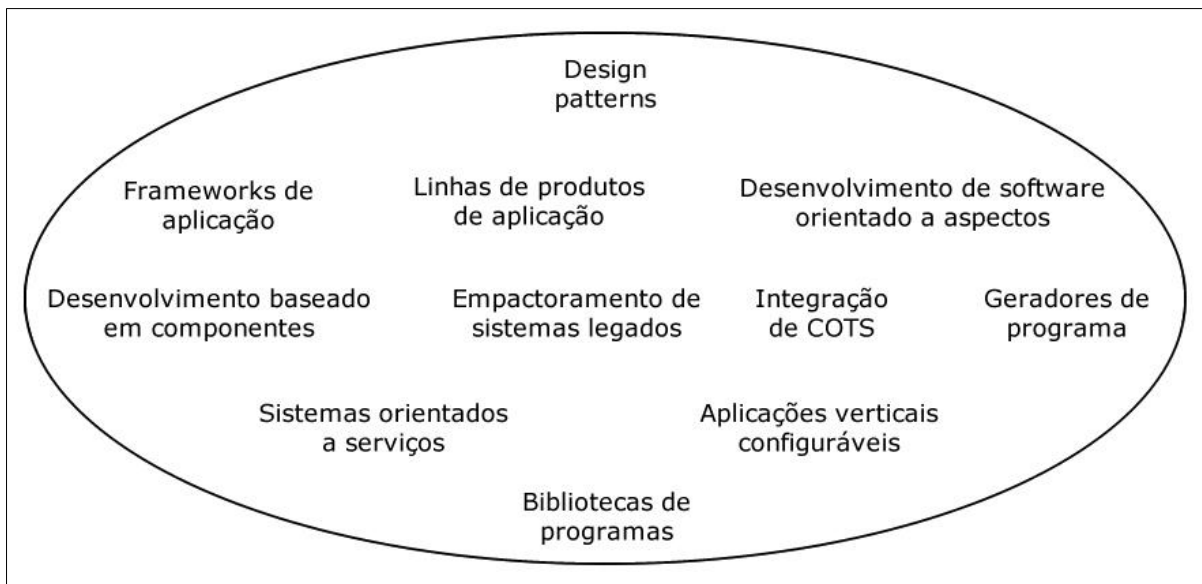 Design
patterns
Frameworks de
aplicação
Linhas de produtos
de aplicação
Desenvolvimento de software
orientado a aspectos
Desenvolvimento baseado
em componentes
Empactoramento de
sistemas legados
Integração
de COTS
Geradores de
programa
Sistemas orientados
a serviços
Aplicações verticais
configuráveis
Bibliotecas de
programas